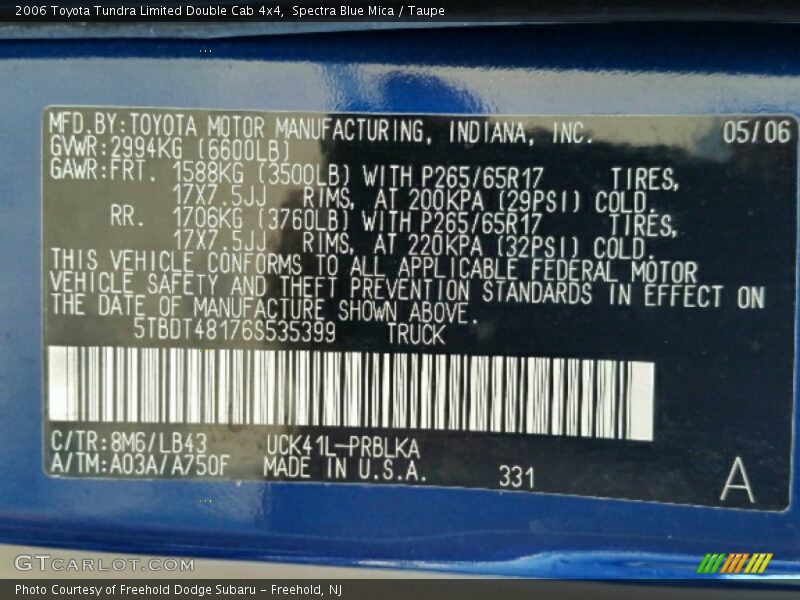 2006 Toyota Tundra Limited Double Cab 4x4, Spectra Blue Mica / Taupe
MFD.BY:TOYOTA MOTOR MANUFACTURING, INDIANA, INC. 05/06
GVWR:2994KG (6600LB)
GAWR:FRT. 1588KG (3500LB) WITH P265/65R17 TIRES,
17X7.5JJ RIMS, AT 200KPA (29PSI) COLD.
RR. 1706KG (3760LB) WITH P265/65R17 TIRES,
17X7.5JJ RIMS, AT 220KPA (32PSI) COLD.
THIS VEHICLE CONFORMS TO ALL APPLICABLE FEDERAL MOTOR
VEHICLE SAFETY AND THEFT PREVENTION STANDARDS IN EFFECT ON
THE DATE OF MANUFACTURE SHOWN ABOVE.
5TBDT48176S535399 TRUCK
C/TR:8M6/LB43 UCK41L-PRBLKA
A/TM:A03A/A750F MADE IN U.S.A. 331 A
GTCARLOT.COM
Photo Courtesy of Freehold Dodge Subaru - Freehold, NJ